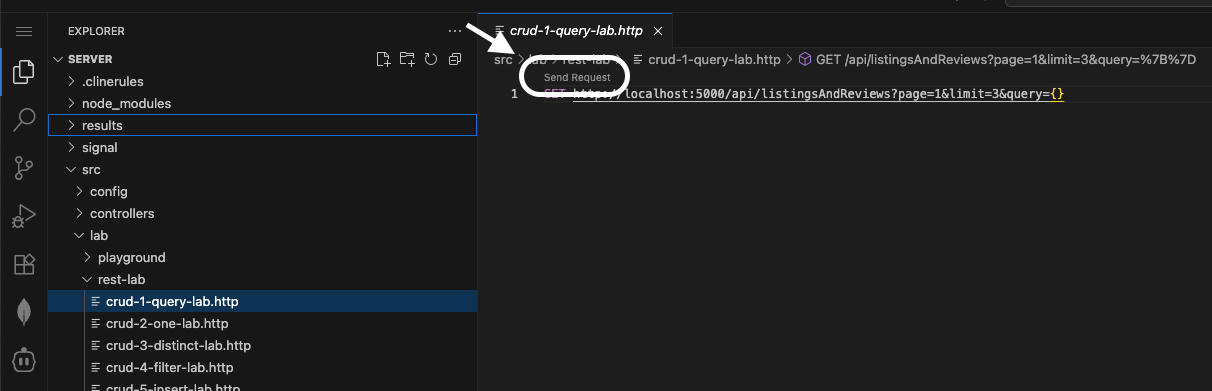 EXPLORER
SERVER
.clinerules
node_modules
results
signal
src
config
controllers
lab
playground
rest-lab
crud-1-query-lab.http
crud-2-one-lab.http
crud-3-distinct-lab.http
crud-4-filter-lab.http
crud-5-insert-lab.http
crud-1-query-lab.http
src > lab > rest-lab > crud-1-query-lab.http > GET /api/listingsAndReviews?page=1&limit=3&query=%7B%7D
Send Request
1 GET http://localhost:5000/api/listingsAndReviews?page=1&limit=3&query={}